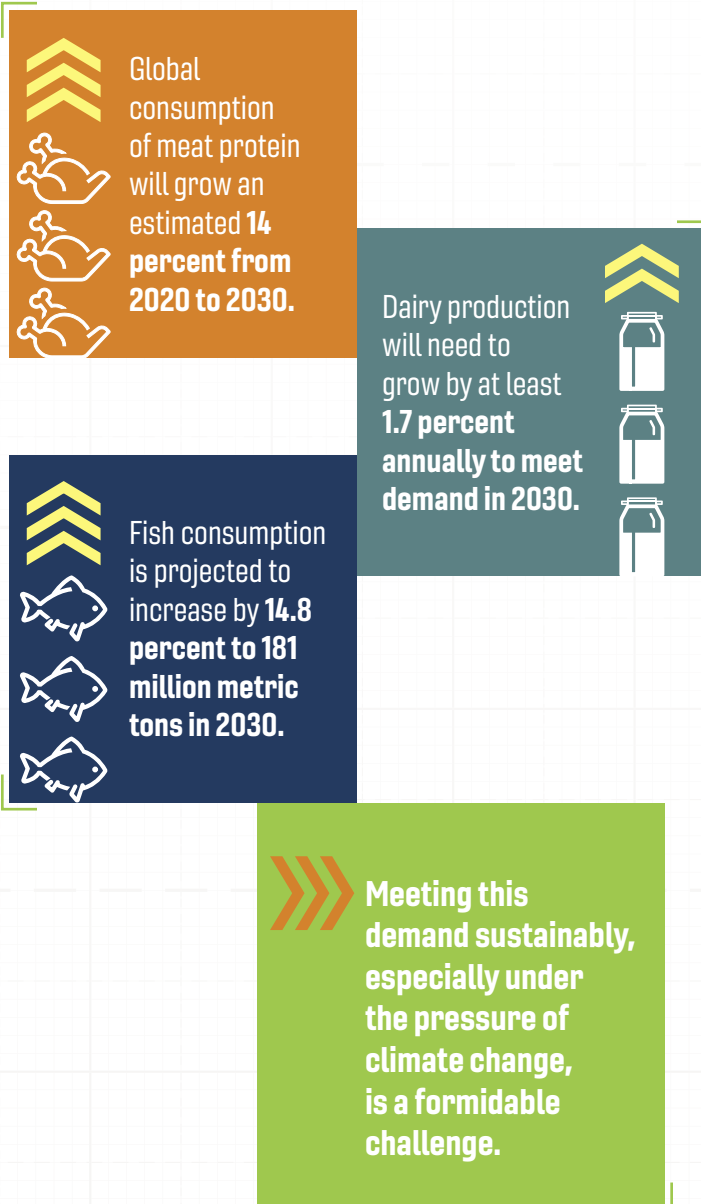 Global
consumption
of meat protein
will grow an
estimated 14
percent from
2020 to 2030.
Dairy production
will need to
grow by at least
1.7 percent
annually to meet
demand in 2030.
Fish consumption
is projected to
increase by 14.8
percent to 181
million metric
tons in 2030.
Meeting this
demand sustainably,
especially under
the pressure of
climate change,
is a formidable
challenge.